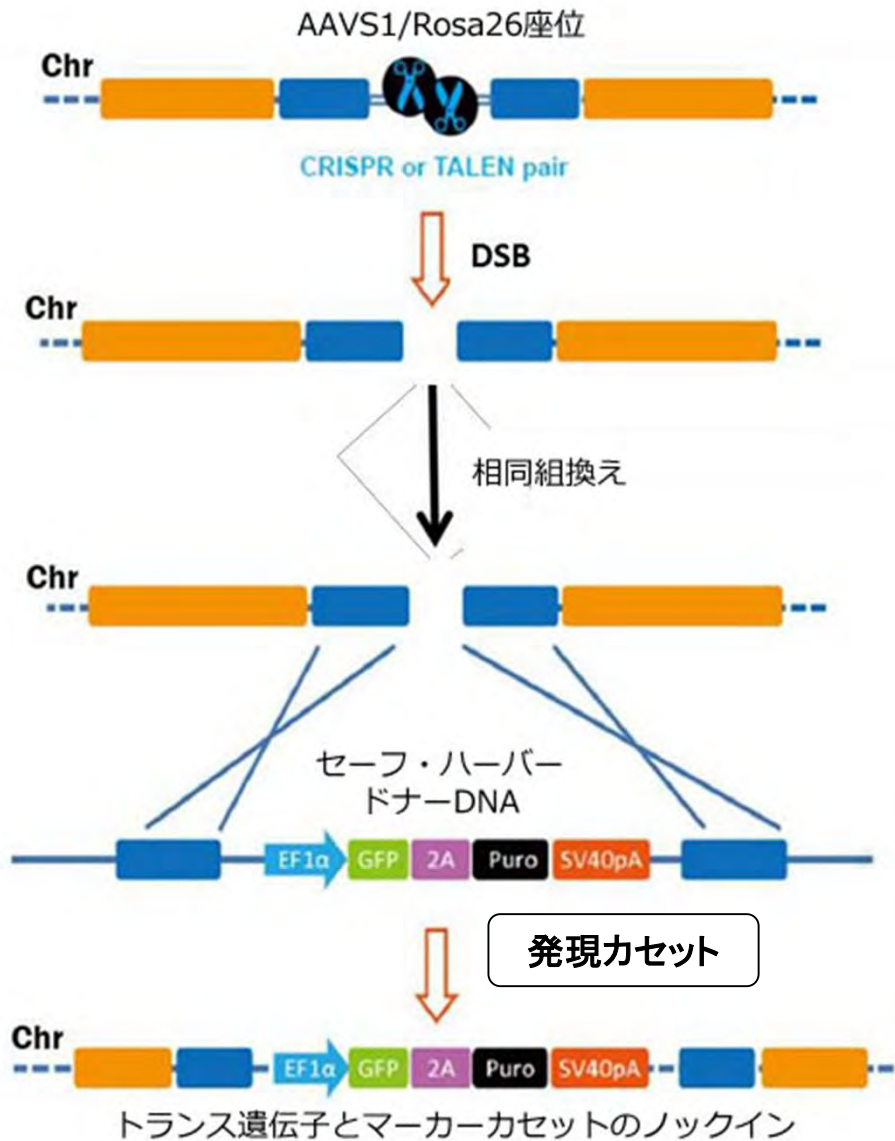 AAVS1/Rosa26座位
Chr
CRISPR or TALEN pair
DSB
Chr
相同組換え
Chr
セーフ・ハーバー
ドナーDNA
EF1α GFP 2A Puro SV40pA
発現カセット
Chr
EF1α GFP 2A Puro SV40pA
トランス遺伝子とマーカーカセットのノックイン